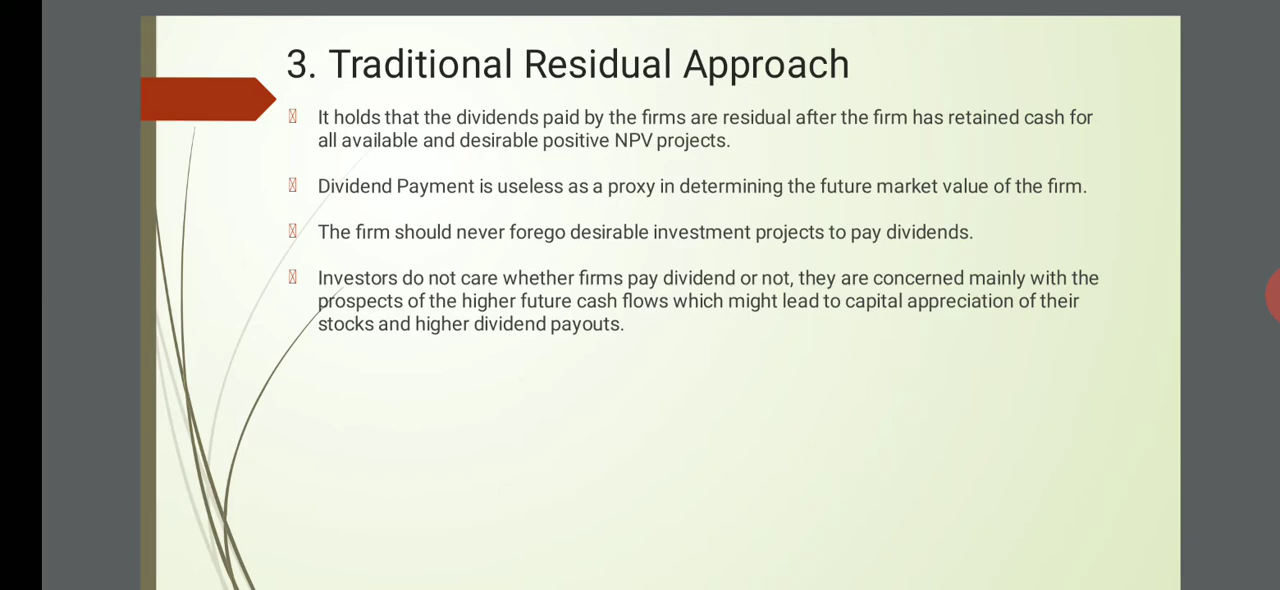 3. Traditional Residual Approach
It holds that the dividends paid by the firms are residual after the firm has retained cash for
all available and desirable positive NPV projects.
Dividend Payment is useless as a proxy in determining the future market value of the firm.
The firm should never forego desirable investment projects to pay dividends.
Investors do not care whether firms pay dividend or not, they are concerned mainly with the
prospects of the higher future cash flows which might lead to capital appreciation of their
stocks and higher dividend payouts.